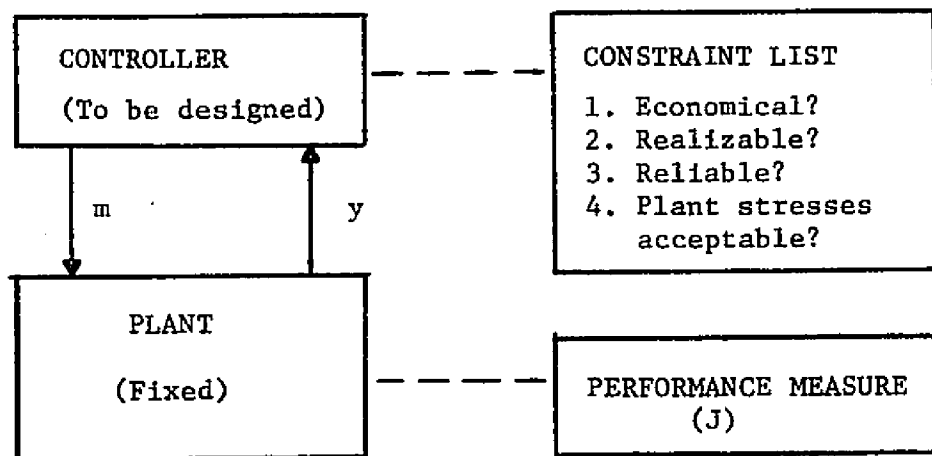 CONTROLLER
(To be designed)
m
y
PLANT
(Fixed)
CONSTRAINT LIST
1. Economical?
2. Realizable?
3. Reliable?
4. Plant stresses
acceptable?
PERFORMANCE MEASURE
(J)